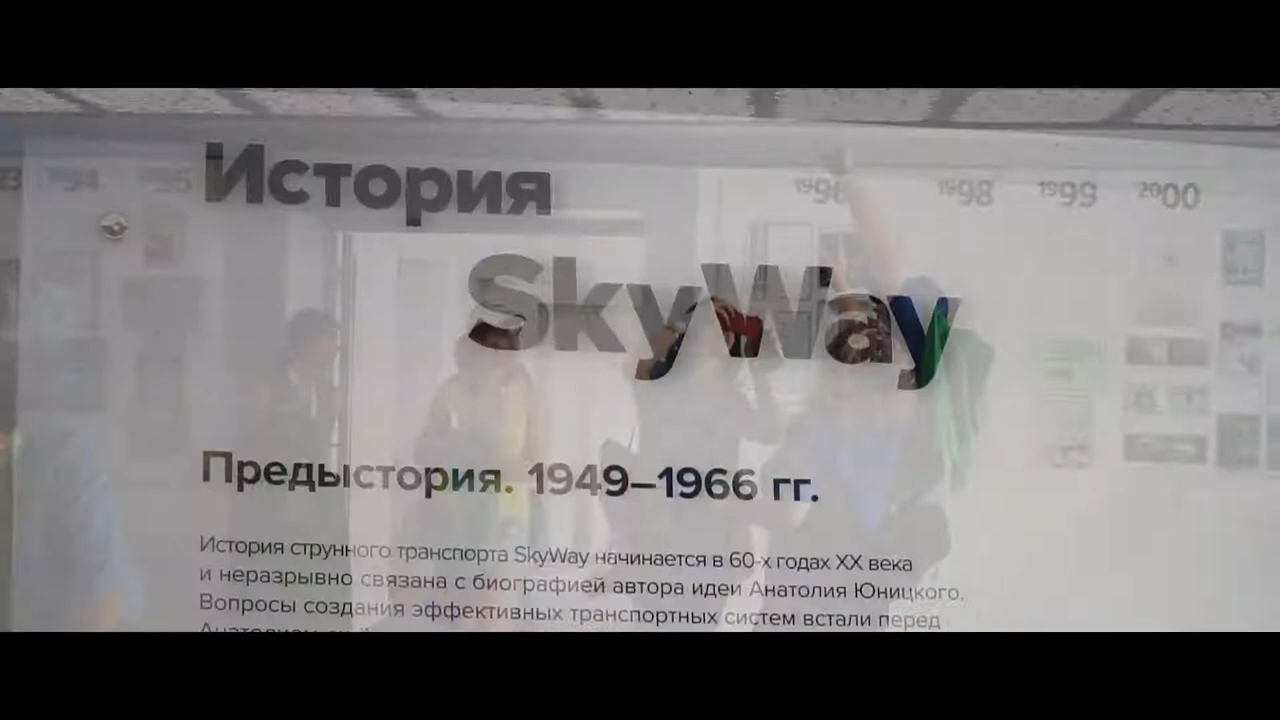 История
1996 1998 1999 2000
SkyWay
Предыстория. 1949–1966 гг.
История струнного транспорта SkyWay начинается в 60-х годах XX века
и неразрывно связана с биографией автора идеи Анатолия Юницкого.
Вопросы создания эффективных транспортных систем встали перед